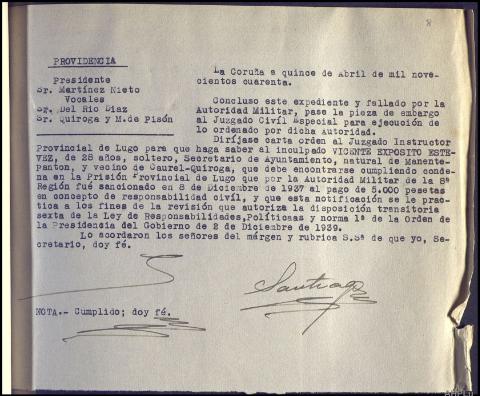 8
PROVIDENCIA
Presidente
Sr. Martínez Nieto
Vocales
Sr. Del Rio Diaz
Sr. Quiroga y M.de Pisón
La Coruña a quince de Abril de mil nove-
cientos cuarenta.
Concluso este expediente y fallado por la
Autoridad Militar, pase la pieza de embargo
al Juzgado Civil Especial para ejecución de
lo ordenado por dicha Autoridad.
Diríjase carta orden al Juzgado Instructor
Provincial de Lugo para que haga saber al inculpado VICENTE EXPOSITO ESTE-
VEZ, de 28 años, soltero, Secretario de Ayuntamiento, natural de Manente-
Panton, y vecino de Caurel-Quiroga, que debe encontrarse cumpliendo conde-
na en la Prisión Provincial de Lugo que por la Autoridad Militar de la 8ª
Región fué sancionado en 8 de Diciembre de 1937 al pago de 5.000 pesetas
en concepto de responsabilidad civil, y que esta notificación se le prac-
tica a los fines de la revisión que autoriza la disposición transitoria
sexta de la Ley de Responsabilidades,Politicaas y norma 1ª de la Orden de
la Presidencia del Gobierno de 2 de Diciembre de 1939.
Lo acordaron los señores del márgen y rubrica S.Sª de que yo, Se-
cretario, doy fé.
Santiago
NOTA.- Cumplido; doy fé.